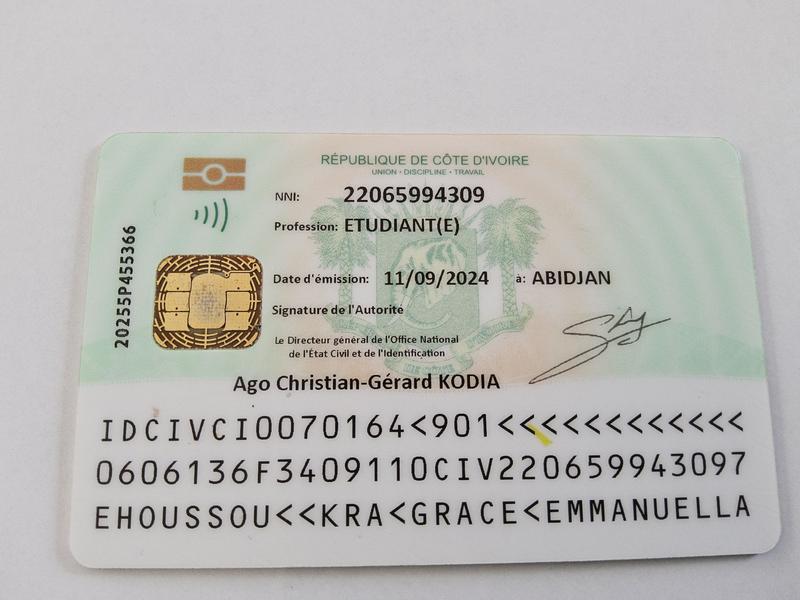 RÉPUBLIQUE DE CÔTE D'IVOIRE
UNION - DISCIPLINE - TRAVAIL
NNI: 22065994309
Profession: ETUDIANT(E)
20255P455366
Date d'émission: 11/09/2024 à: ABIDJAN
Signature de l'Autorité
Le Directeur général de l'Office National
de l'État Civil et de l'Identification
Ago Christian-Gérard KODIA
IDCIVCI0070164<901<<<<<<<<<<<<
0606136F3409110CIV220659943097
EHOUSSOU<<KRA<GRACE<EMMANUELLA